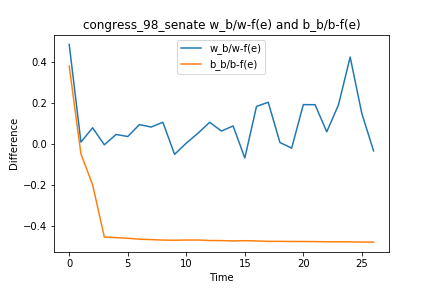 congress_98_senate w_b/w-f(e) and b_b/b-f(e)
w_b/w-f(e)
b_b/b-f(e)
Difference
0.4
0.2
0.0
−0.2
−0.4
0 5 10 15 20 25
Time